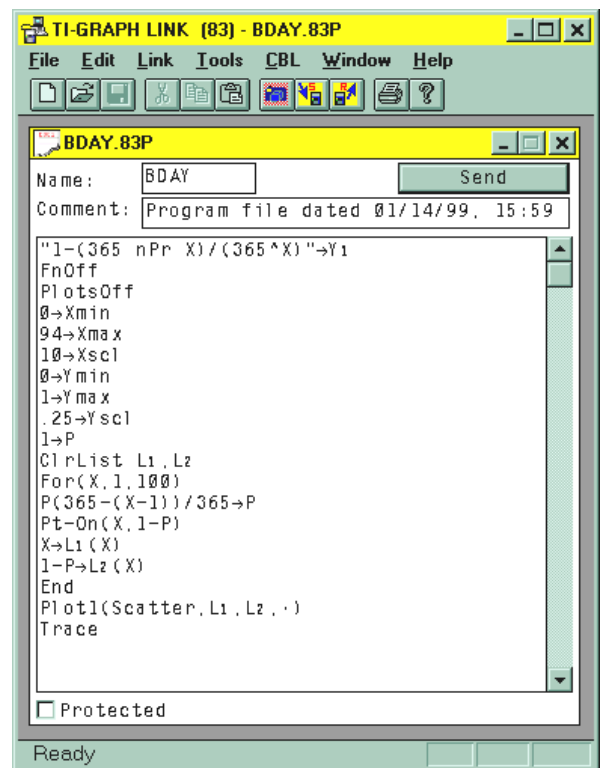 TI-GRAPH LINK (83) - BDAY.83P
File Edit Link Tools CBL Window Help
BDAY.83P
Name: BDAY Send
Comment: Program file dated 01/14/99, 15:59
"1-(365 nPr X)/(365^X)"→Y₁
FnOff
PlotsOff
0→Xmin
94→Xmax
10→Xscl
0→Ymin
1→Ymax
.25→Yscl
1→P
ClrList L₁,L₂
For(X,1,100)
P(365-(X-1))/365→P
Pt-On(X,1-P)
X→L₁(X)
1-P→L₂(X)
End
Plot1(Scatter,L₁,L₂,·)
Trace
Protected
Ready